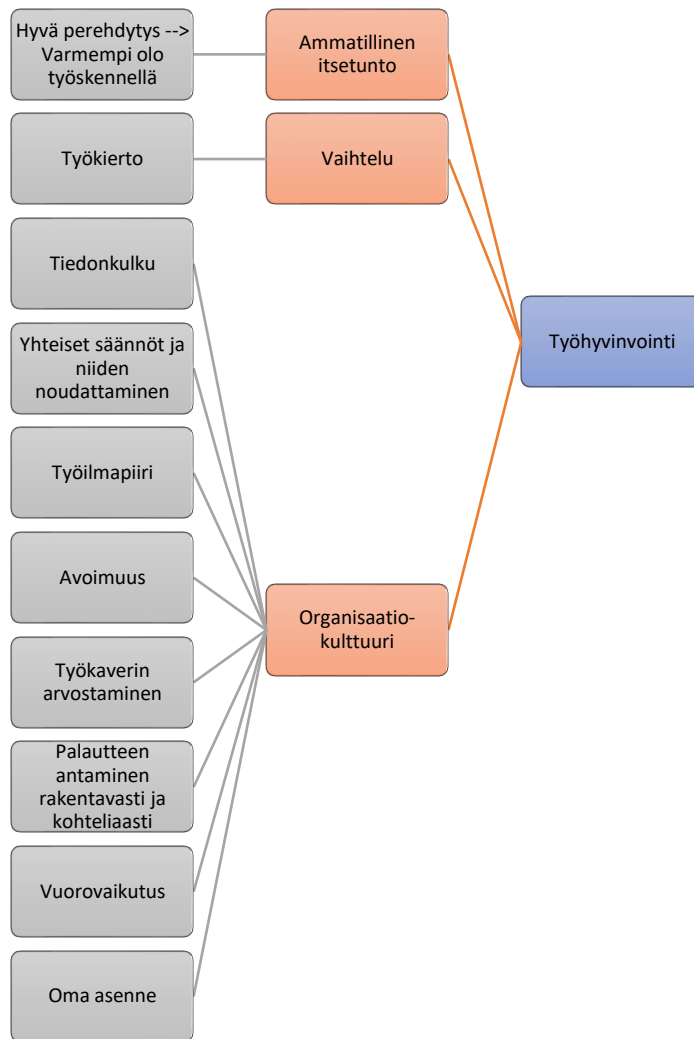 Hyvä perehdytys -->
Varmempi olo
työskennellä
Ammatillinen
itsetunto
Työkierto
Vaihtelu
Tiedonkulku
Yhteiset säännöt ja
niiden
noudattaminen
Työhyvinvointi
Työilmapiiri
Avoimuus
Organisaatio-
kulttuuri
Työkaverin
arvostaminen
Palautteen
antaminen
rakentavasti ja
kohteliaasti
Vuorovaikutus
Oma asenne